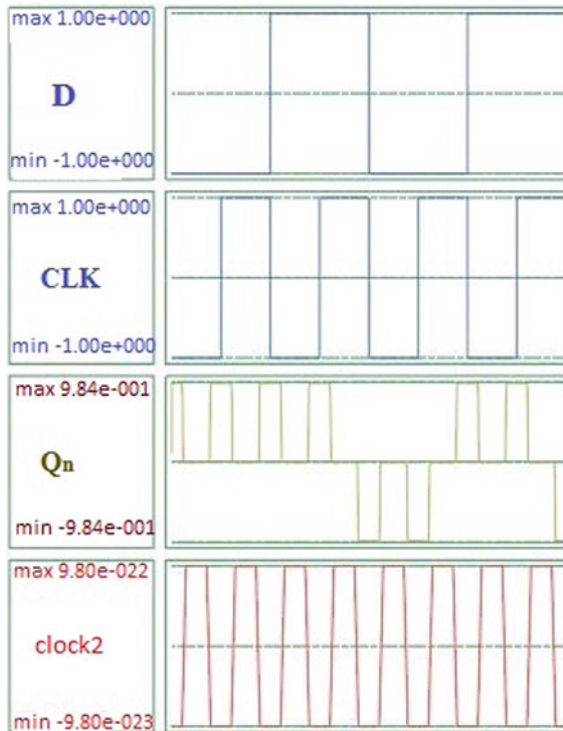 max 1.00e+000
D
min -1.00e+000
max 1.00e+000
CLK
min -1.00e+000
max 9.84e-001
Qn
min -9.84e-001
max 9.80e-022
clock2
min -9.80e-023